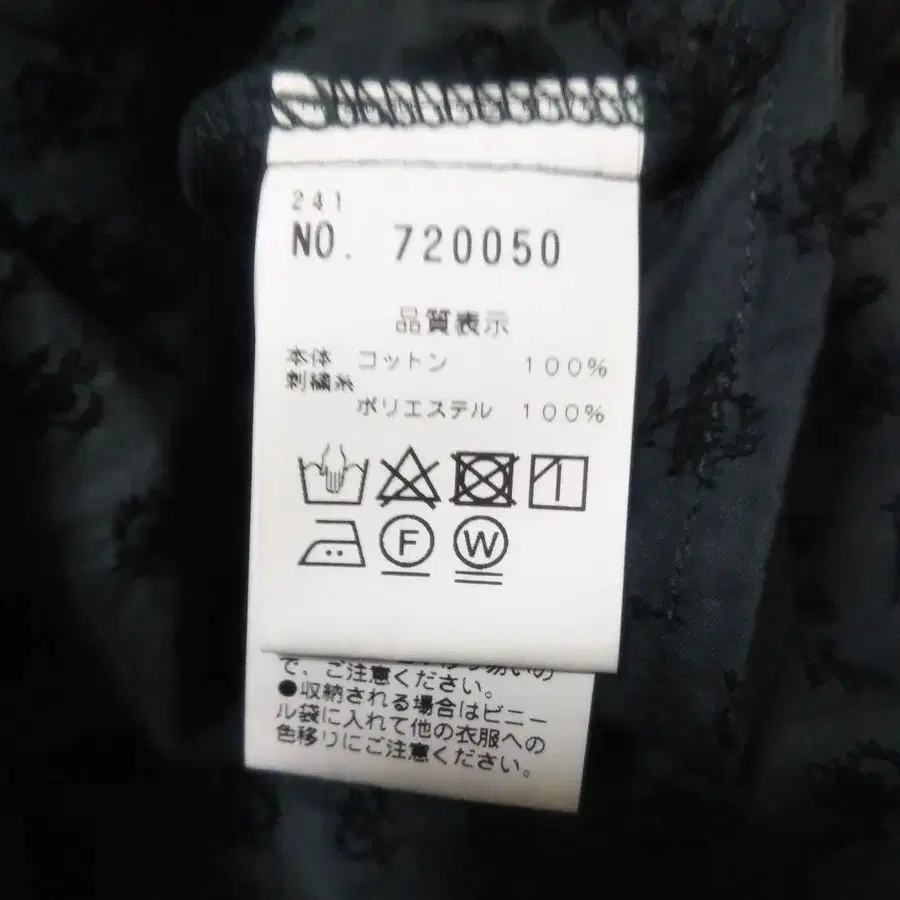 241
NO. 720050
品質表示
本体 コットン 100%
刺繍糸
ポリエステル 100%
F W
で、ご注意ください。
●収納される場合はビニー
ル袋に入れて他の衣服への
色移りにご注意ください。